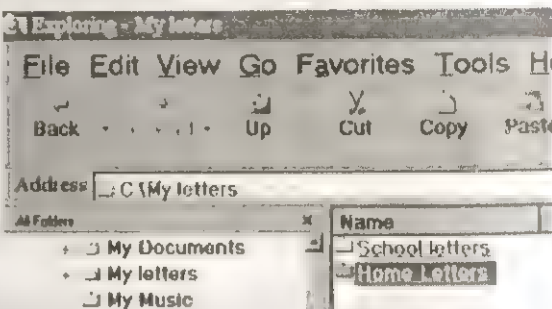 Exploring - My letters
File Edit View Go Favorites Tools
Back Up Cut Copy Paste
Address C:\My letters
All Folders
Name
My Documents
School letters
My letters
Home Letters
My Music